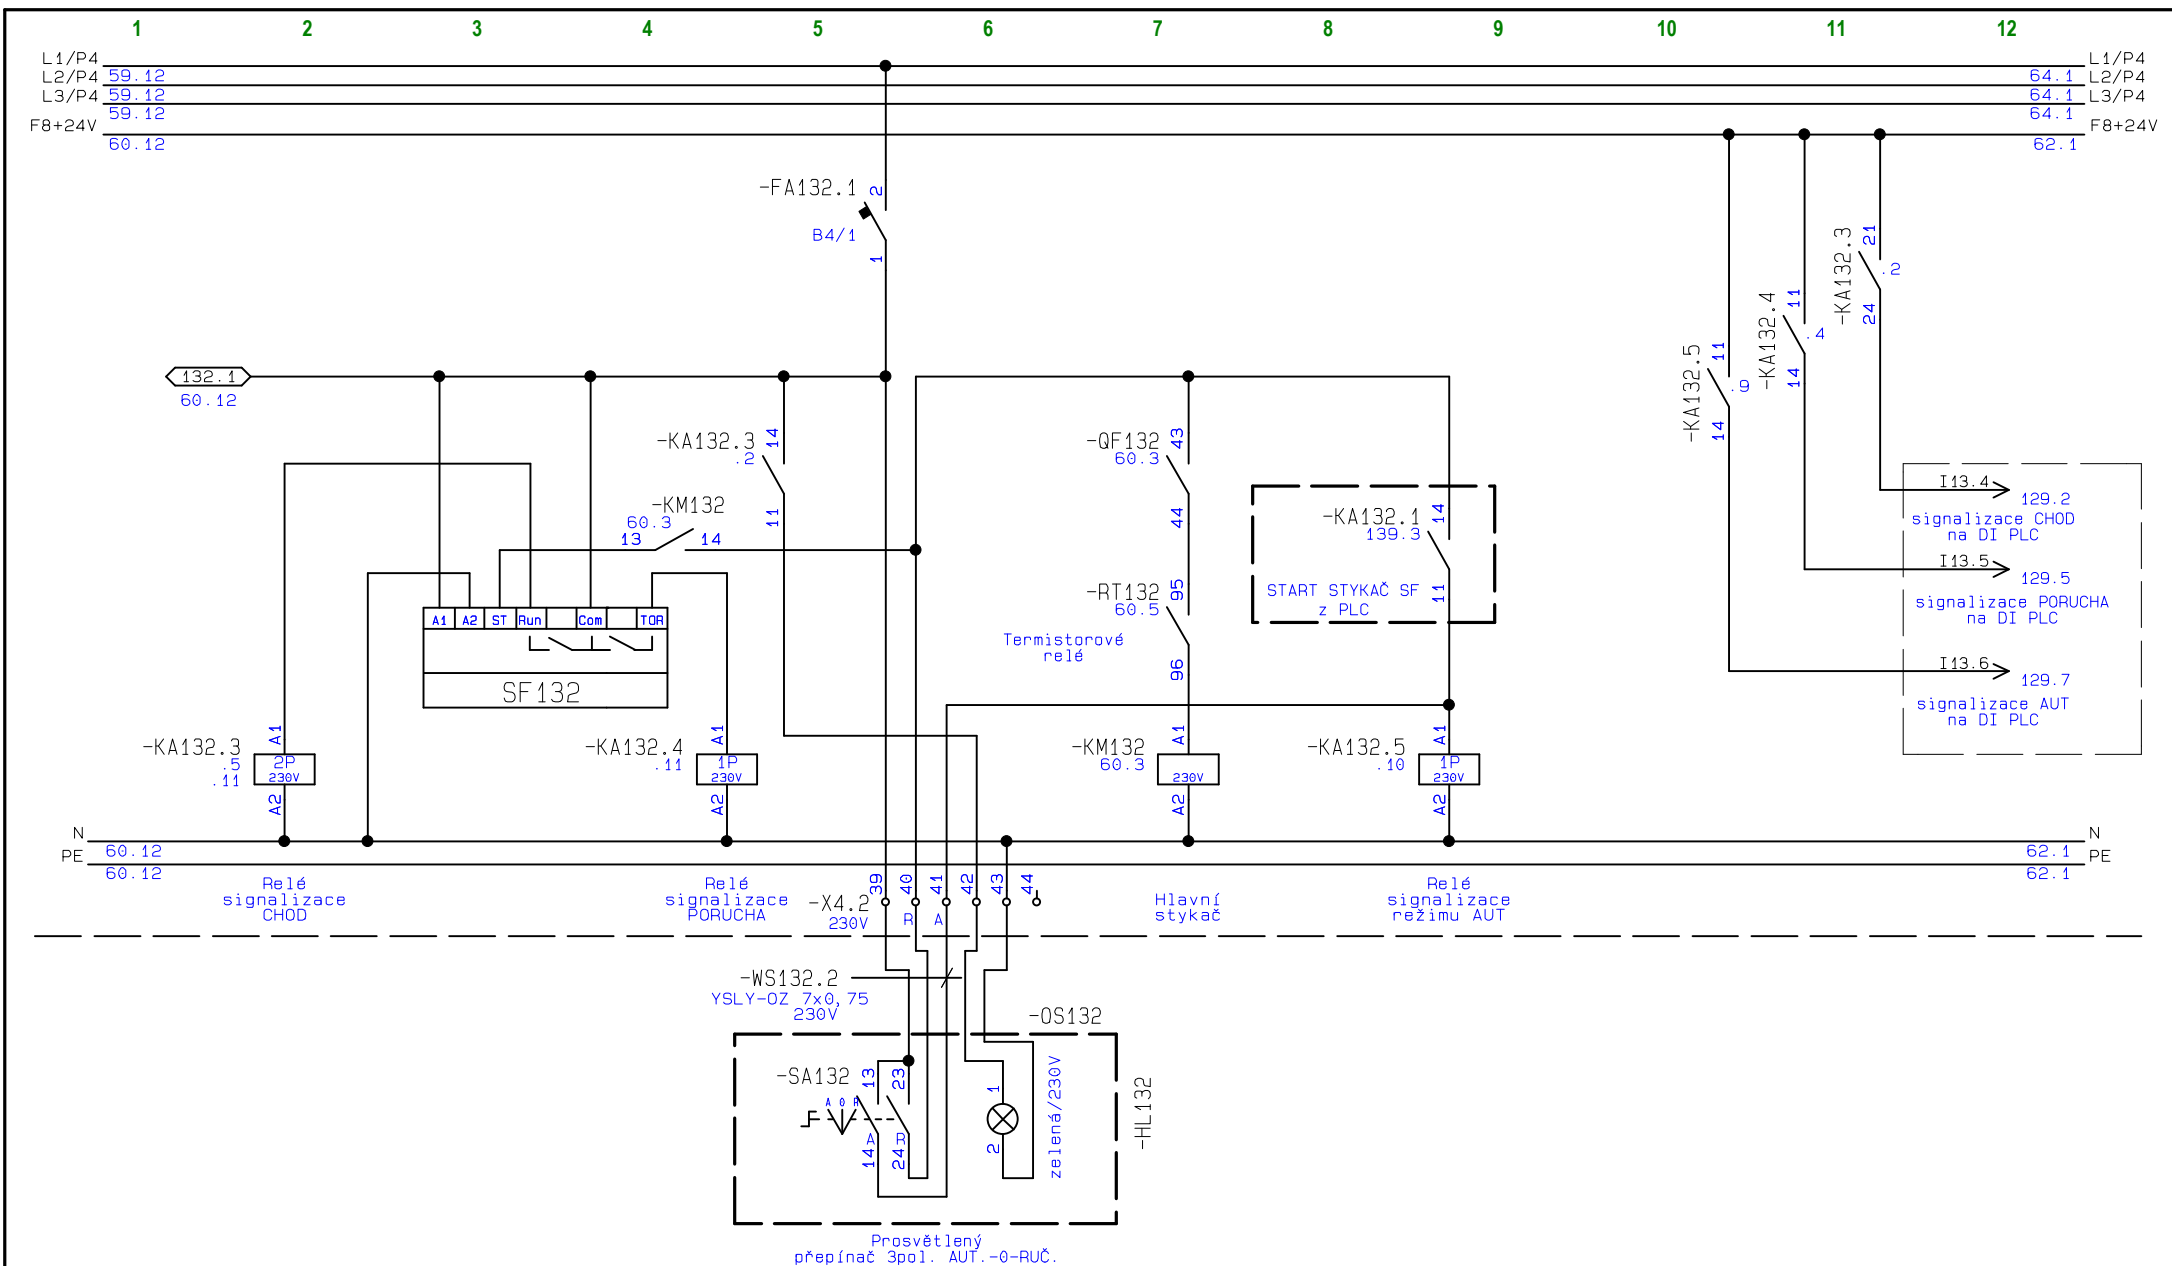 1 2 3 4 5 6 7 8 9 10 11 12
L1/P4 L1/P4
L2/P4 59.12 64.1 L2/P4
L3/P4 59.12 64.1 L3/P4
59.12 64.1
F8+24V F8+24V
60.12 62.1
-FA132.1 2
B4/1
1
-KA132.3 21 24 .2
-KA132.4 11 14 .4
-KA132.5 11 14 .9
132.1
60.12
-KA132.3 14
.2
11
-KM132
60.3
13 14
-QF132 43
60.3
44
-KA132.1 14
139.3
START STYKAČ SF 11
z PLC
-RT132 95
60.5
Termistorové
relé
96
A1 A2 ST Run Com TOR
SF132
I13.4
129.2
signalizace CHOD
na DI PLC
I13.5
129.5
signalizace PORUCHA
na DI PLC
I13.6
129.7
signalizace AUT
na DI PLC
-KA132.3 A1
.5 2P
.11 230V
A2
-KA132.4 A1
.11 1P
230V
A2
-KM132 A1
60.3
230V
A2
-KA132.5 A1
.10 1P
230V
A2
N N
60.12 62.1
PE PE
60.12 62.1
Relé
signalizace
CHOD
Relé
signalizace
PORUCHA
-X4.2 39 40 41 42 43 44
230V R A
Hlavní
stykač
Relé
signalizace
režimu AUT
-WS132.2
YSLY-OZ 7x0,75
230V
-OS132
-SA132 13 23
A 0 R
A R
14 24
1
2
zelená/230V
-HL132
Prosvětlený
přepínač 3pol. AUT.-0-RUČ.